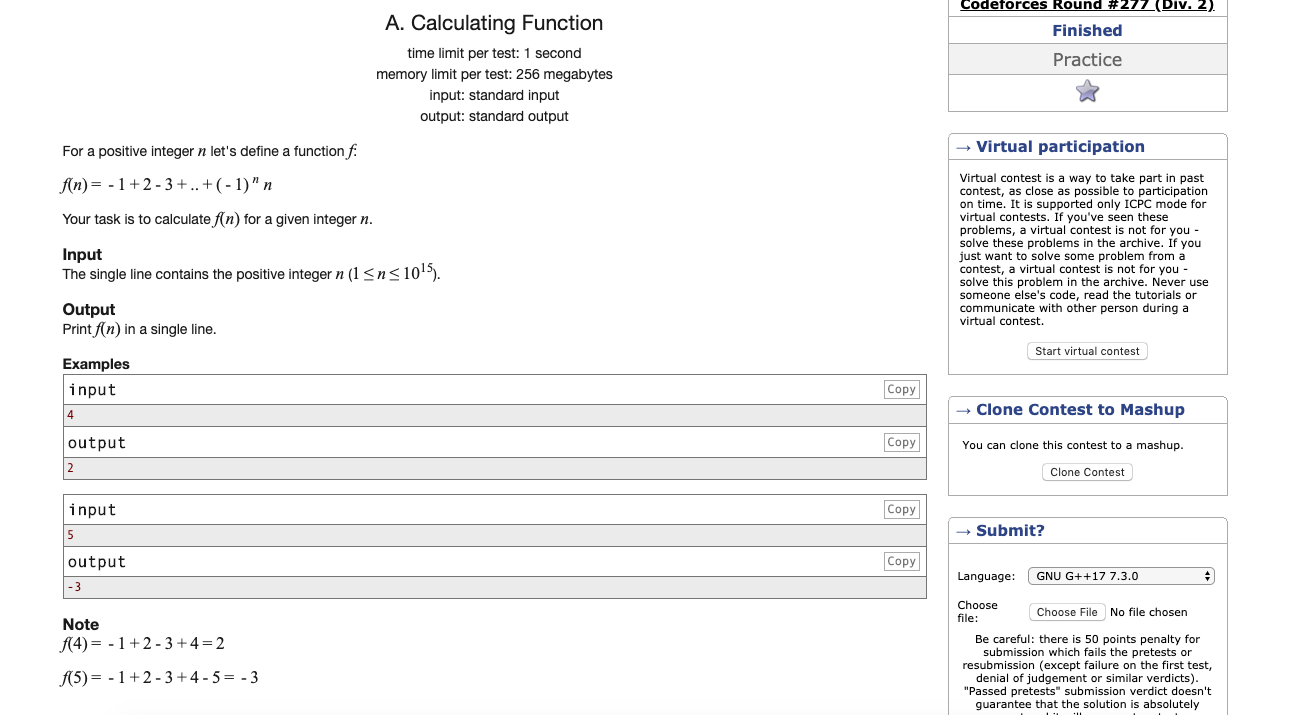 A. Calculating Function
time limit per test: 1 second
memory limit per test: 256 megabytes
input: standard input
output: standard output
For a positive integer n let's define a function f:
f(n) = - 1 + 2 - 3 + .. + ( - 1) ⁿ n
Your task is to calculate f(n) for a given integer n.
Input
The single line contains the positive integer n (1 ≤ n ≤ 10¹⁵).
Output
Print f(n) in a single line.
Examples
input
Copy
4
output
Copy
2
input
Copy
5
output
Copy
-3
Note
f(4) = - 1 + 2 - 3 + 4 = 2
f(5) = - 1 + 2 - 3 + 4 - 5 = - 3
Codeforces Round #277 (Div. 2)
Finished
Practice
→ Virtual participation
Virtual contest is a way to take part in past
contest, as close as possible to participation
on time. It is supported only ICPC mode for
virtual contests. If you've seen these
problems, a virtual contest is not for you -
solve these problems in the archive. If you
just want to solve some problem from a
contest, a virtual contest is not for you -
solve this problem in the archive. Never use
someone else's code, read the tutorials or
communicate with other person during a
virtual contest.
Start virtual contest
→ Clone Contest to Mashup
You can clone this contest to a mashup.
Clone Contest
→ Submit?
Language: GNU G++17 7.3.0
Choose
file:
Choose File No file chosen
Be careful: there is 50 points penalty for
submission which fails the pretests or
resubmission (except failure on the first test,
denial of judgement or similar verdicts).
"Passed pretests" submission verdict doesn't
guarantee that the solution is absolutely